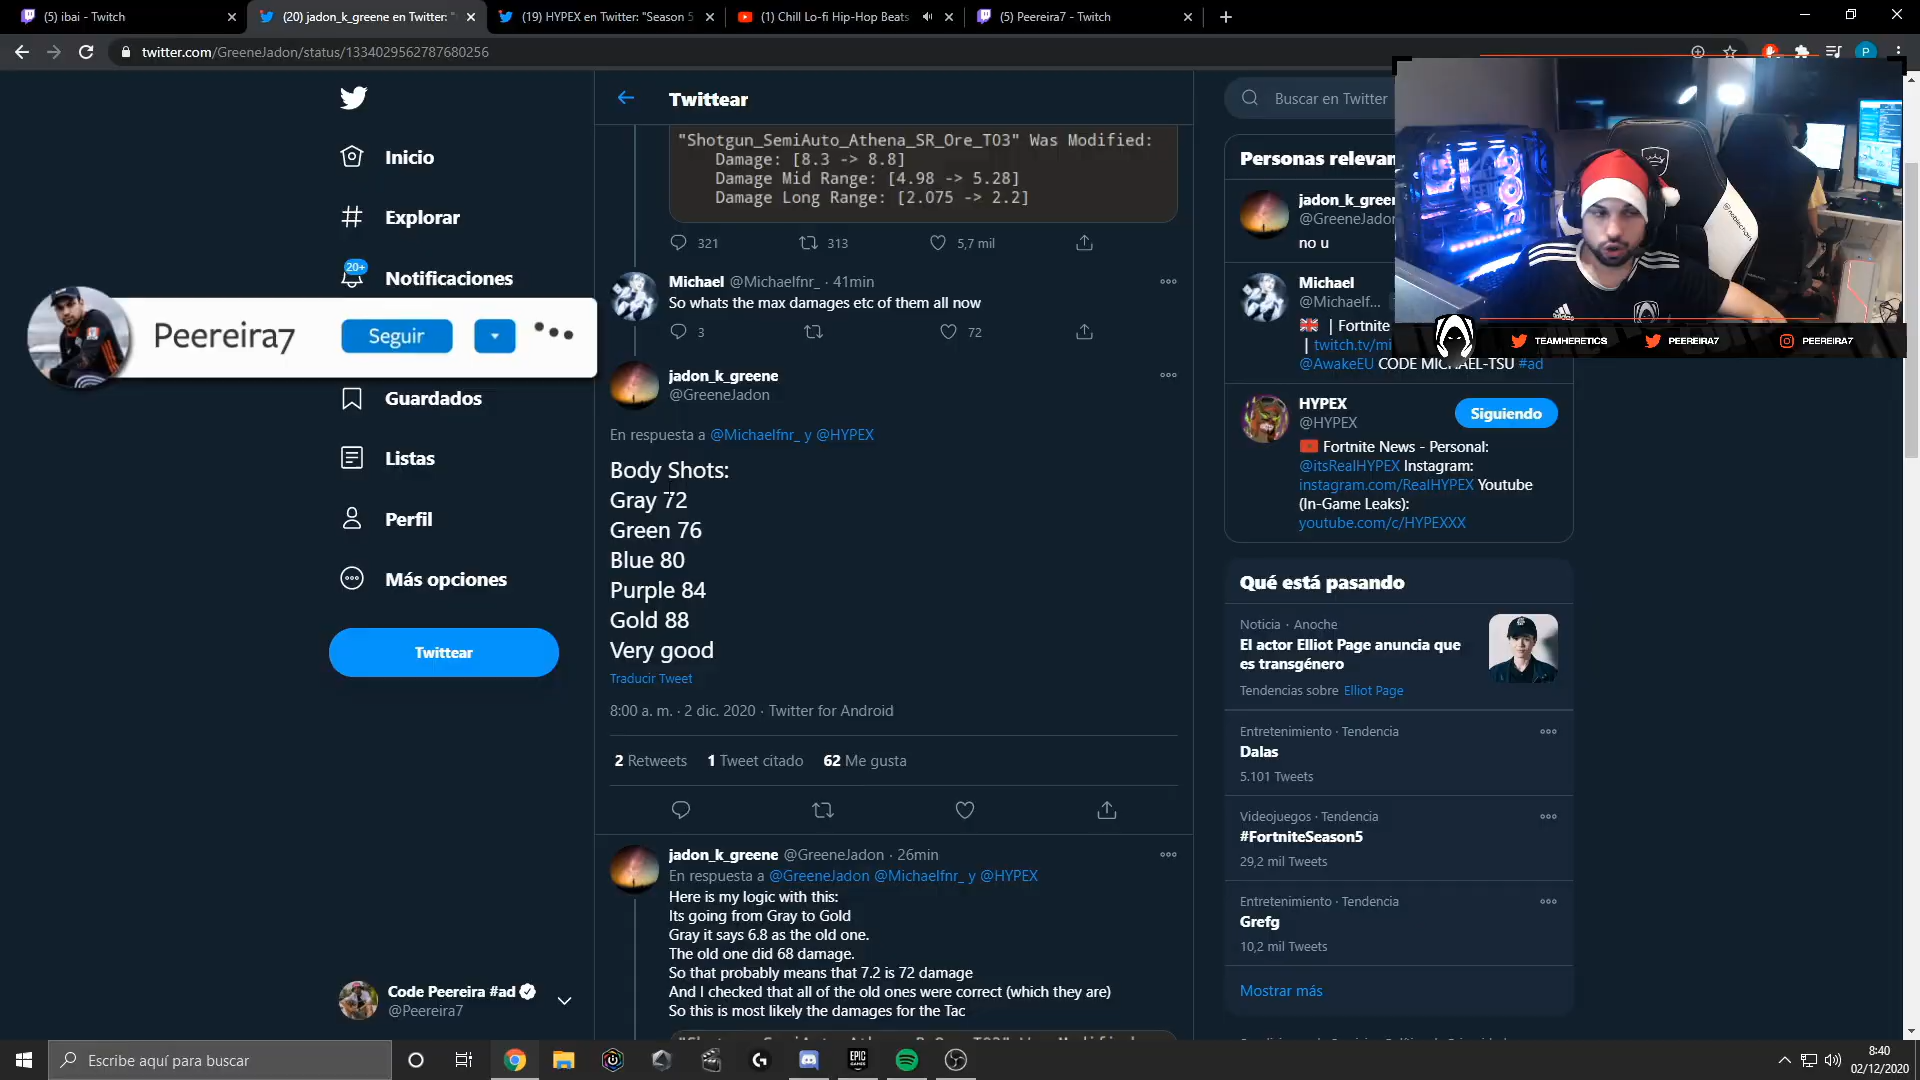 (5) ibai - Twitch
(20) jadon_k_greene en Twitter: "
(19) HYPEX en Twitter: "Season 5
(1) Chill Lo-fi Hip-Hop Beats
(5) Peereira7 - Twitch
twitter.com/GreeneJadon/status/1334029562787680256
P
Inicio
Explorar
20+
Notificaciones
Peereira7
Seguir
Guardados
Listas
Perfil
Más opciones
Twittear
Code Peereira #ad
@Peereira7
Twittear
"Shotgun_SemiAuto_Athena_SR_Ore_T03" Was Modified:
Damage: [8.3 -> 8.8]
Damage Mid Range: [4.98 -> 5.28]
Damage Long Range: [2.075 -> 2.2]
321
313
5,7 mil
Michael @Michaelfnr_ · 41min
So whats the max damages etc of them all now
3
72
jadon_k_greene
@GreeneJadon
En respuesta a @Michaelfnr_ y @HYPEX
Body Shots:
Gray 72
Green 76
Blue 80
Purple 84
Gold 88
Very good
Traducir Tweet
8:00 a. m. · 2 dic. 2020 · Twitter for Android
2 Retweets 1 Tweet citado 62 Me gusta
jadon_k_greene @GreeneJadon · 26min
En respuesta a @GreeneJadon @Michaelfnr_ y @HYPEX
Here is my logic with this:
Its going from Gray to Gold
Gray it says 6.8 as the old one.
The old one did 68 damage.
So that probably means that 7.2 is 72 damage
And I checked that all of the old ones were correct (which they are)
So this is most likely the damages for the Tac
Buscar en Twitter
Personas relevan
jadon_k_green
@GreeneJadon
no u
Michael
@Michaelf...
| Fortnite
| twitch.tv/mi
@AwakeEU CODE MICHAEL-TSU #ad
HYPEX
@HYPEX
Siguiendo
Fortnite News - Personal:
@itsRealHYPEX Instagram:
instagram.com/RealHYPEX Youtube
(In-Game Leaks):
youtube.com/c/HYPEXXX
noblechairs
adidas
TEAMHERETICS
PEEREIRA7
PEEREIRA7
Qué está pasando
Noticia · Anoche
El actor Elliot Page anuncia que
es transgénero
Tendencias sobre Elliot Page
Entretenimiento · Tendencia
Dalas
5.101 Tweets
Videojuegos · Tendencia
#FortniteSeason5
29,2 mil Tweets
Entretenimiento · Tendencia
Grefg
10,2 mil Tweets
Mostrar más
Escribe aquí para buscar
EPIC
GAMES
8:40
02/12/2020